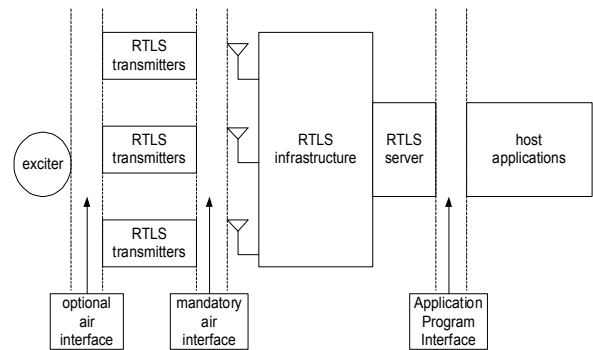 RTLS
transmitters
RTLS
transmitters
RTLS
transmitters
exciter
RTLS
infrastructure
RTLS
server
host
applications
optional
air
interface
mandatory
air
interface
Application
Program
Interface